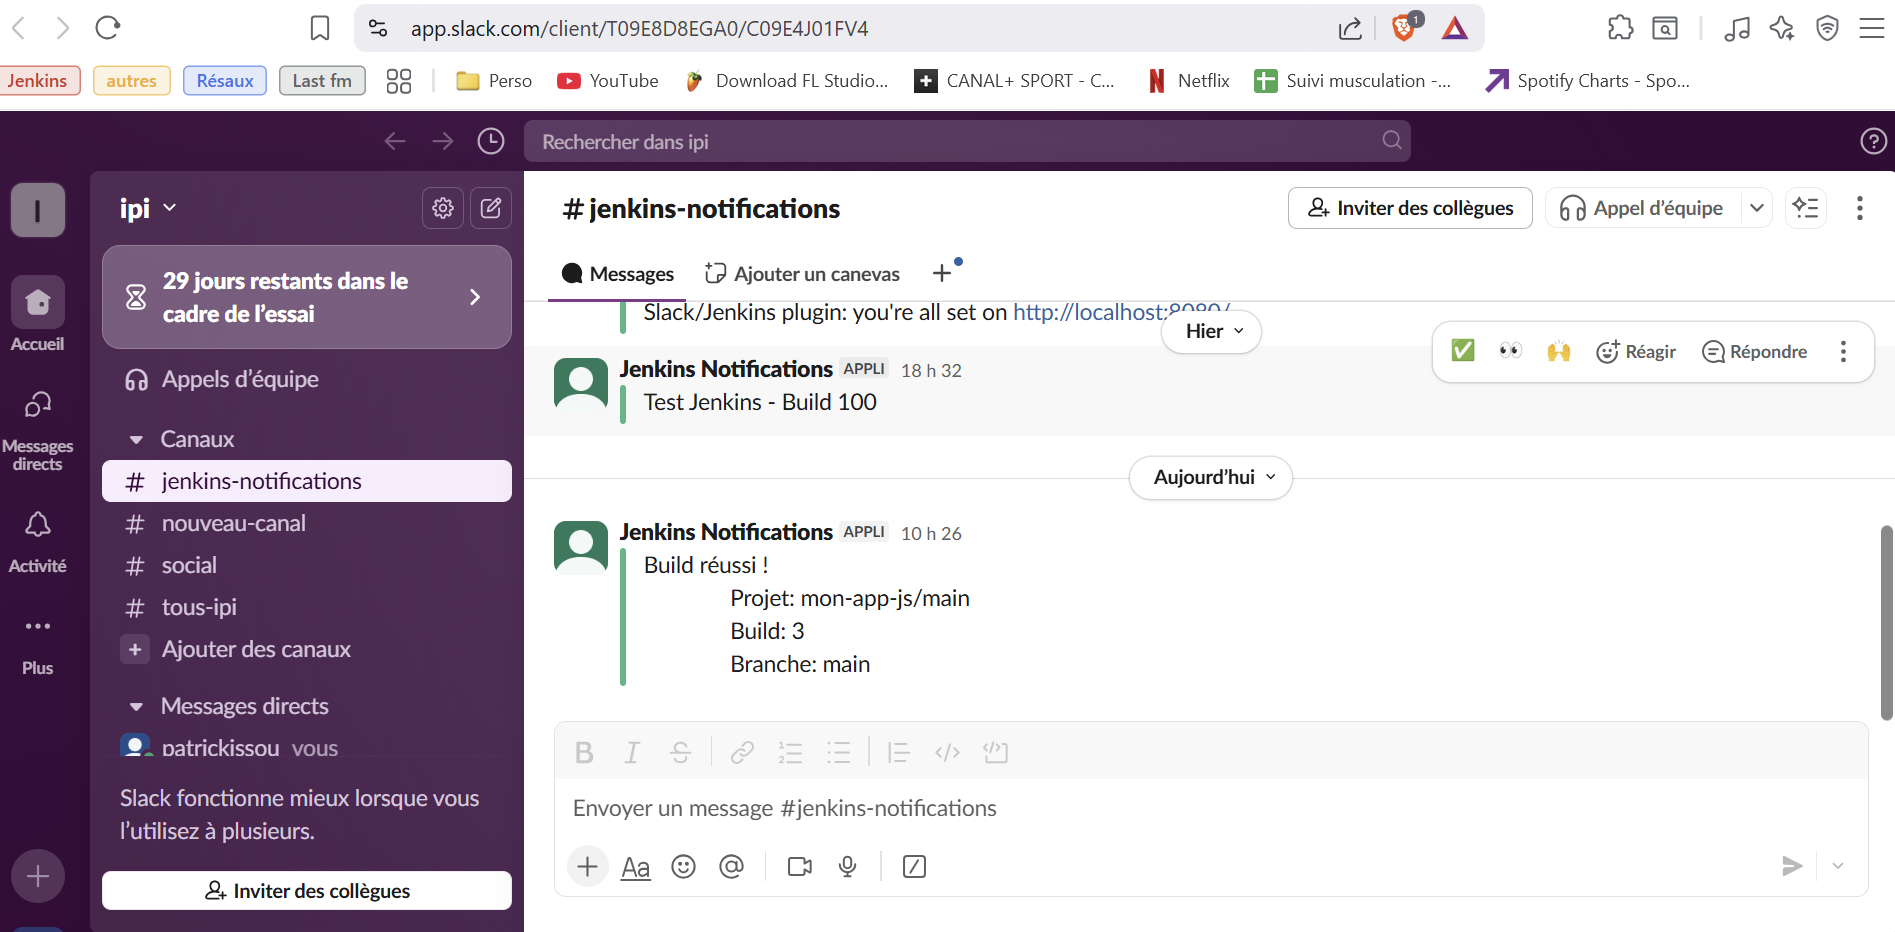 app.slack.com/client/T09E8D8EGA0/C09E4J01FV4
1
Jenkins
autres
Résaux
Last fm
Perso
YouTube
Download FL Studio...
CANAL+ SPORT - C...
Netflix
Suivi musculation -...
Spotify Charts - Spo...
Rechercher dans ipi
I
ipi
29 jours restants dans le
cadre de l’essai
Accueil
Messages
directs
Activité
Plus
Appels d’équipe
Canaux
# jenkins-notifications
# nouveau-canal
# social
# tous-ipi
+ Ajouter des canaux
Messages directs
patrickissou vous
Slack fonctionne mieux lorsque vous
l’utilisez à plusieurs.
Inviter des collègues
# jenkins-notifications
Inviter des collègues
Appel d’équipe
Messages
Ajouter un canevas
Slack/Jenkins plugin: you're all set on http://localhost:8080/
Hier
Réagir
Répondre
Jenkins Notifications APPLI 18 h 32
Test Jenkins - Build 100
Aujourd’hui
Jenkins Notifications APPLI 10 h 26
Build réussi !
Projet: mon-app-js/main
Build: 3
Branche: main
Envoyer un message #jenkins-notifications
Aa